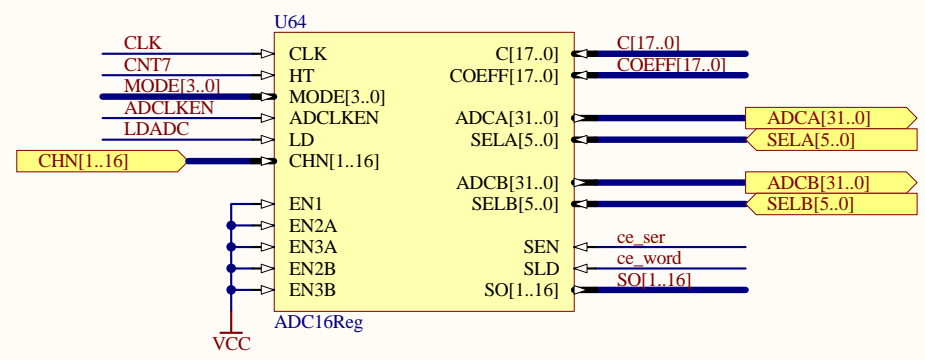 U64
CLK CLK C[17..0] C[17..0]
CNT7 HT COEFF[17..0] COEFF[17..0]
MODE[3..0] MODE[3..0]
ADCLKEN ADCLKEN ADCA[31..0] ADCA[31..0]
LDADC LD SELA[5..0] SELA[5..0]
CHN[1..16] CHN[1..16]
ADCB[31..0] ADCB[31..0]
EN1 SELB[5..0] SELB[5..0]
EN2A
EN3A SEN ce_ser
EN2B SLD ce_word
EN3B SO[1..16] SO[1..16]
ADC16Reg
VCC